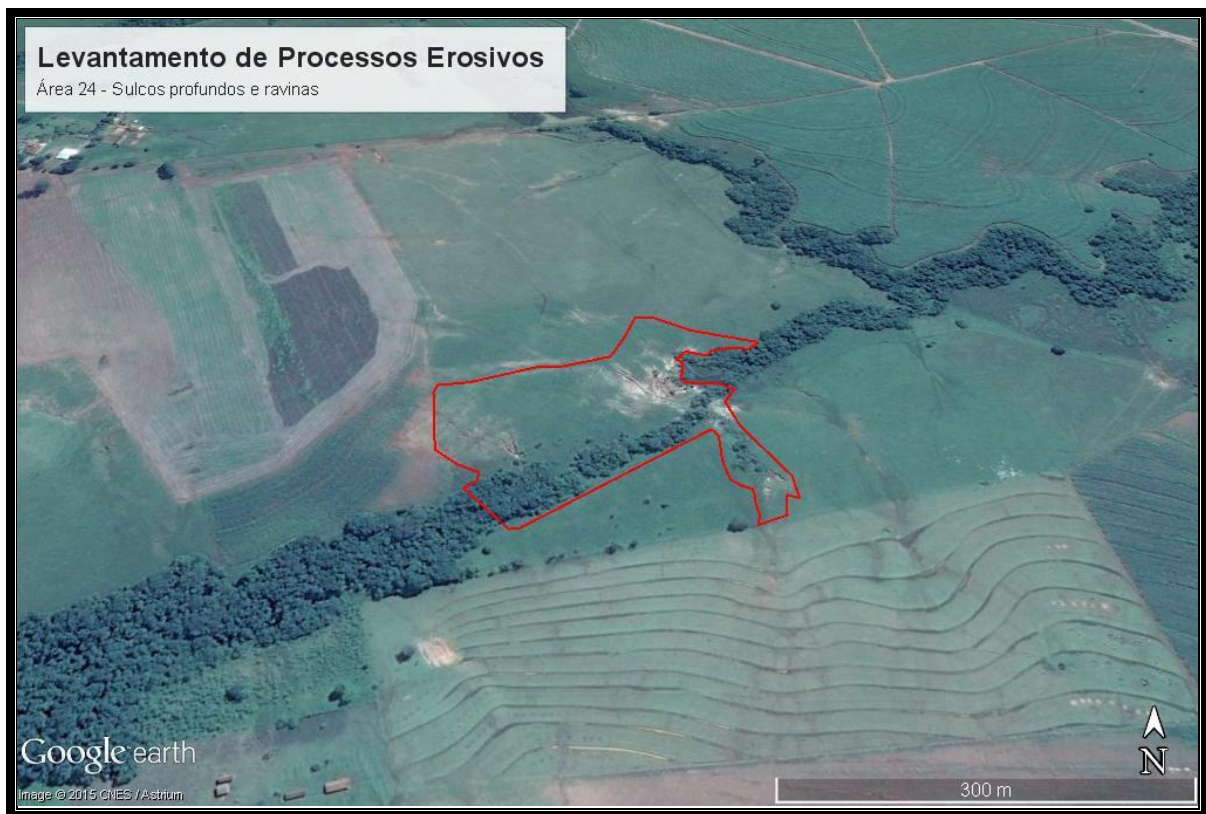 Levantamento de Processos Erosivos
Área 24 - Sulcos profundos e ravinas
Google earth
Image © 2015 CNES / Astrium
N
300 m